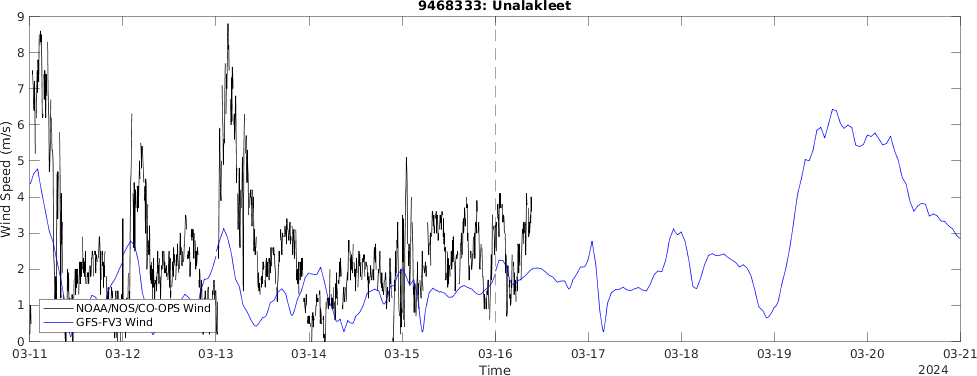 9468333: Unalakleet
9
8
7
6
5
4
3
2
1
0
Wind Speed (m/s)
NOAA/NOS/CO-OPS Wind
GFS-FV3 Wind
03-11 03-12 03-13 03-14 03-15 03-16 03-17 03-18 03-19 03-20 03-21
Time
2024